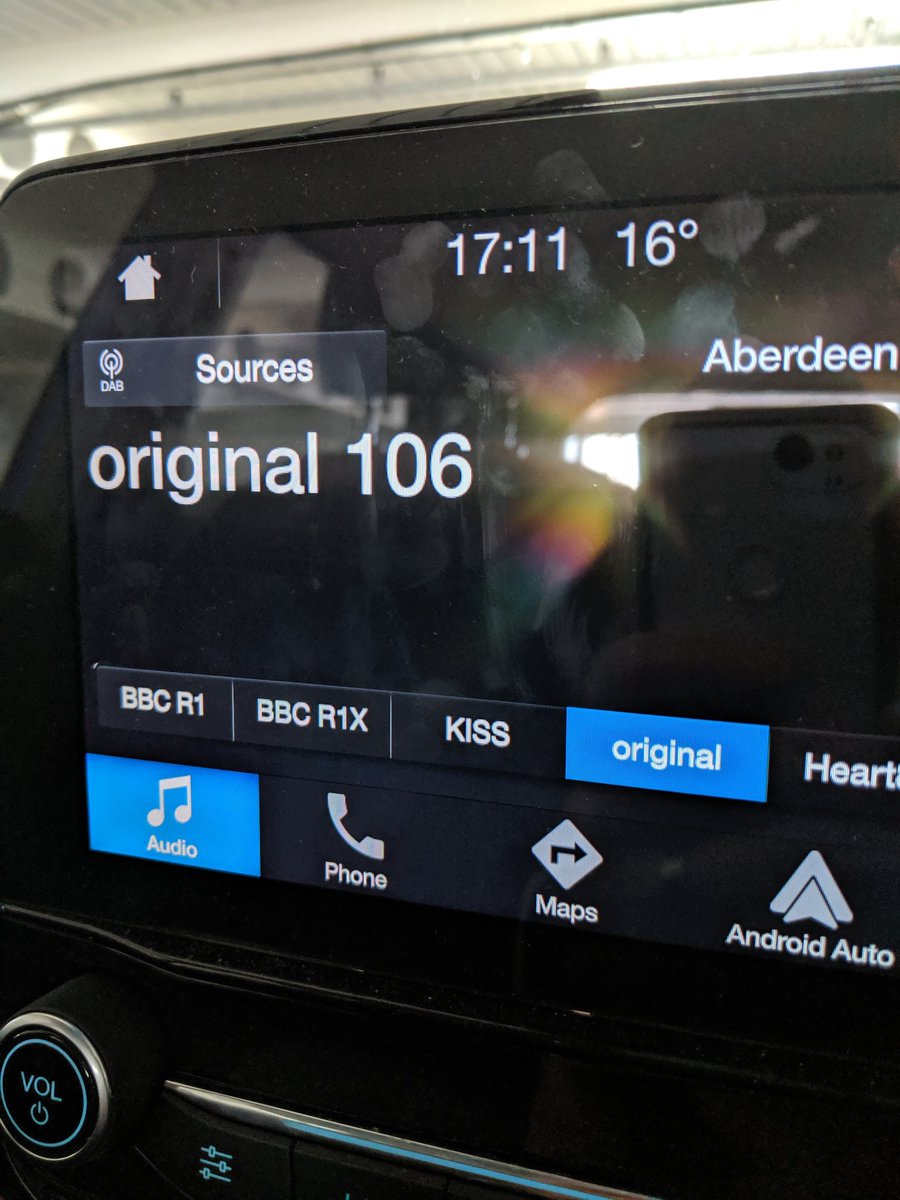 17:11 16°
DAB Sources
Aberdeen
original 106
BBC R1 BBC R1X KISS original
Audio Phone Maps Android Auto
VOL